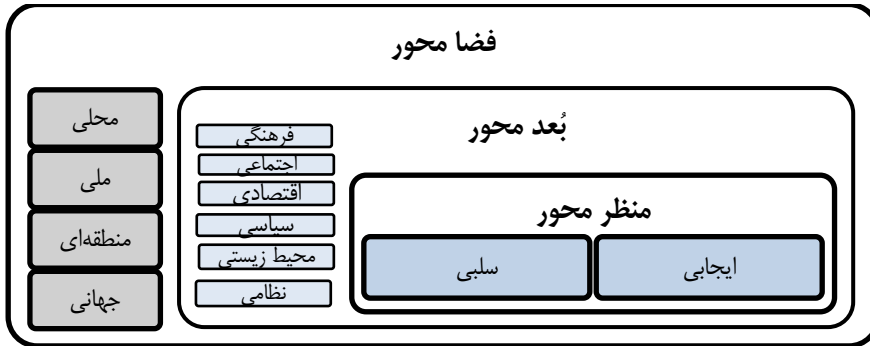 فضا محور
بُعد محور
منظر محور
ایجابی
سلبی
فرهنگی
اجتماعی
اقتصادی
سیاسی
محیط زیستی
نظامی
محلی
ملی
منطقه‌ای
جهانی